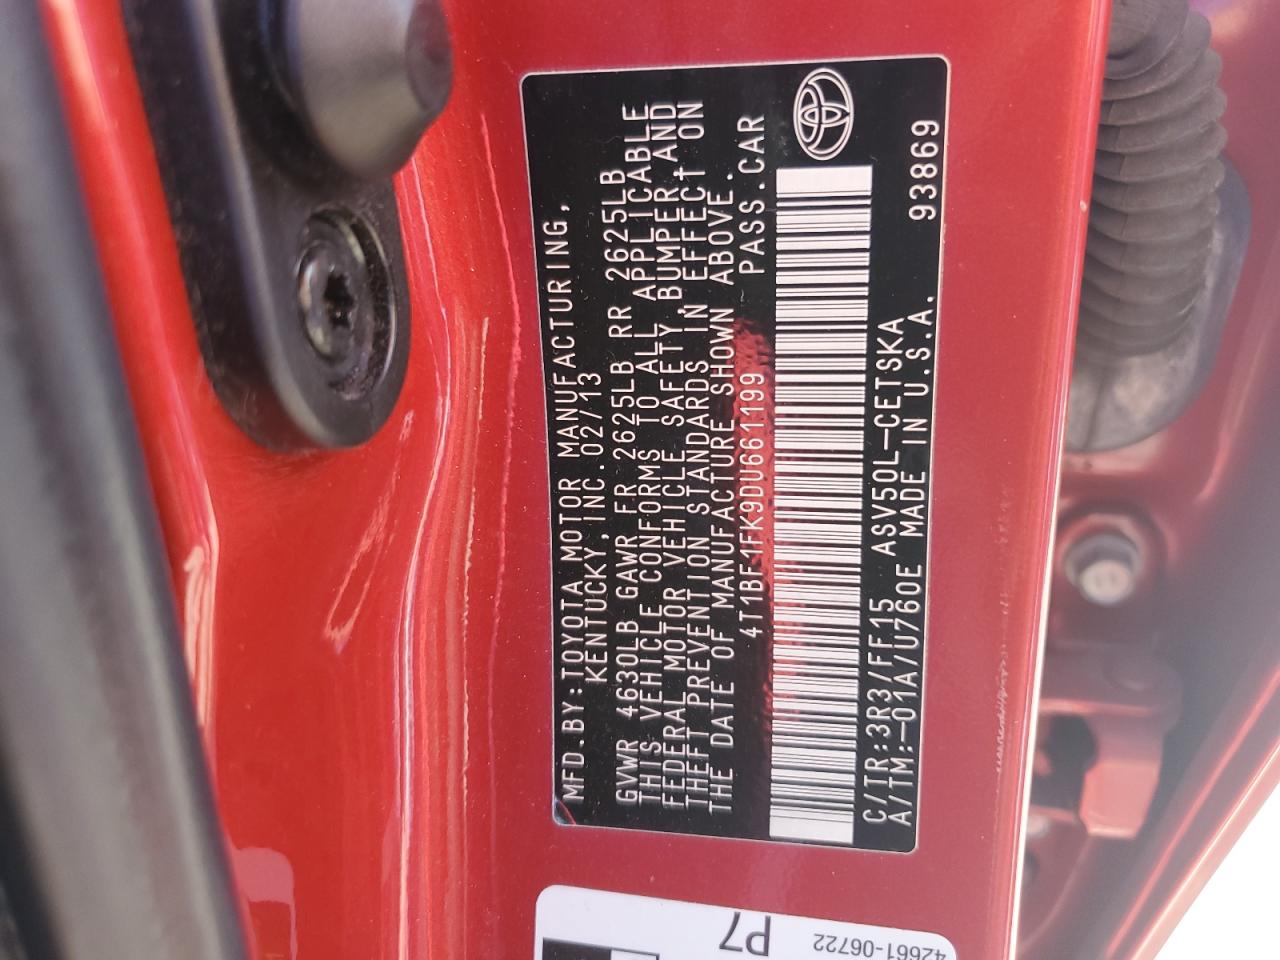 MFD.BY:TOYOTA MOTOR MANUFACTURING,
KENTUCKY,INC.02/13
GVWR 4630LB GAWR FR 2625LB RR 2625LB
THIS VEHICLE CONFORMS TO ALL APPLICABLE
FEDERAL MOTOR VEHICLE SAFETY,BUMPER,AND
THEFT PREVENTION STANDARDS IN EFFECT ON
THE DATE OF MANUFACTURE SHOWN ABOVE.
4T1BF1FK9DU661199 PASS.CAR
C/TR:3R3/FF15 ASV50L-CETSKA
A/TM:-01A/U760E MADE IN U.S.A. 93869
P7
42661-06722